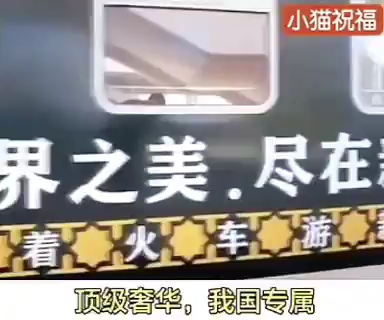 小猫祝福
界之美.尽在
着火车游
顶级奢华，我国专属